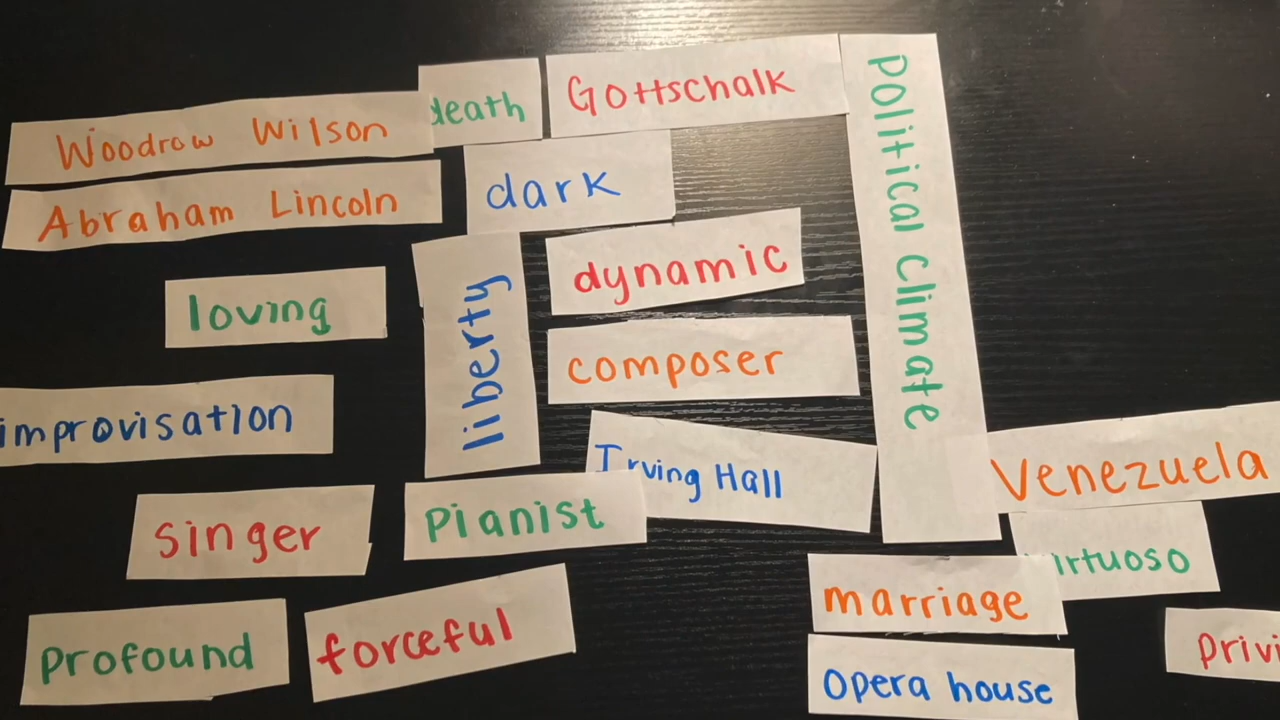 death
Gottschalk
Political Climate
Woodrow Wilson
Abraham Lincoln
dark
dynamic
loving
liberty
composer
improvisation
Irving Hall
Venezuela
singer
Pianist
irtuoso
marriage
profound
forceful
Privi
Opera house